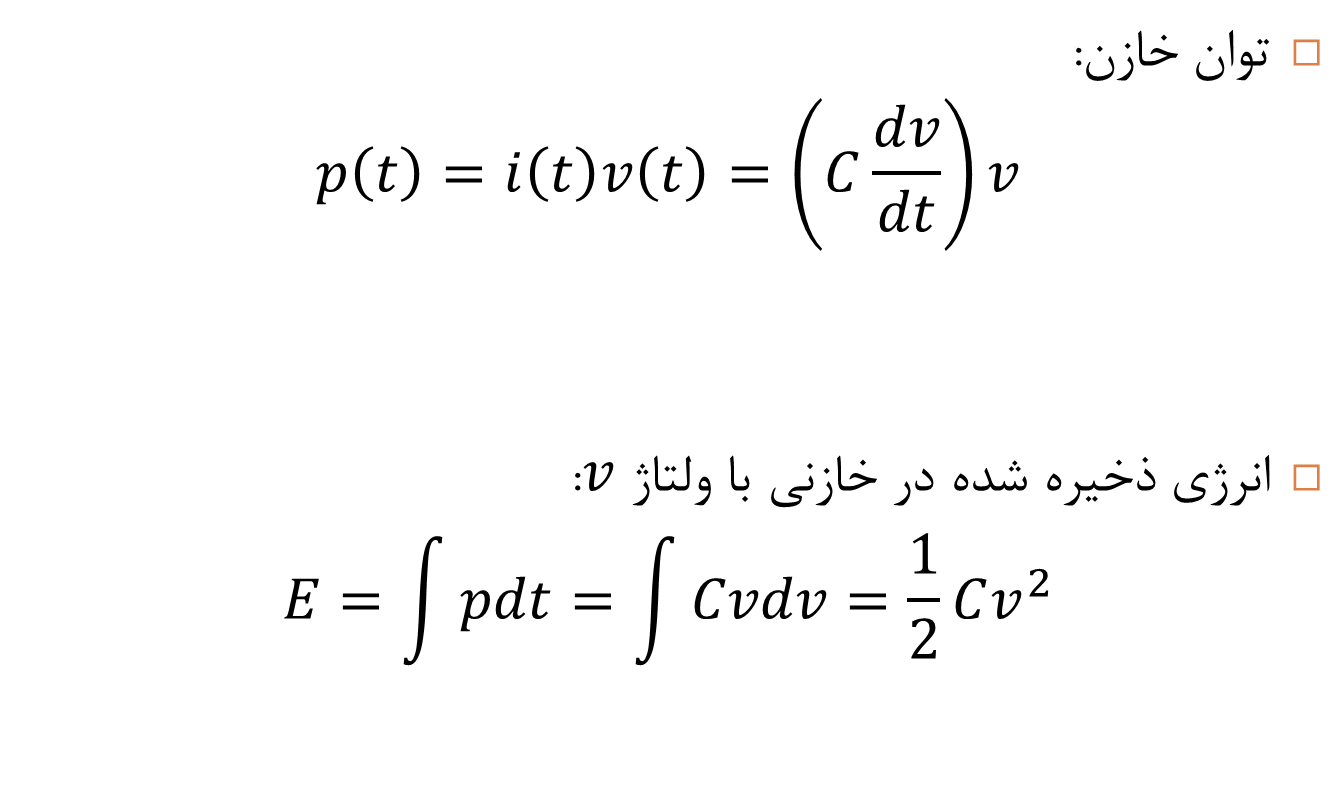 توان خازن:
p(t) = i(t)v(t) = (C dv/dt) v
انرژی ذخیره شده در خازنی با ولتاژ v:
E = ∫ pdt = ∫ Cvdv = 1/2 Cv²